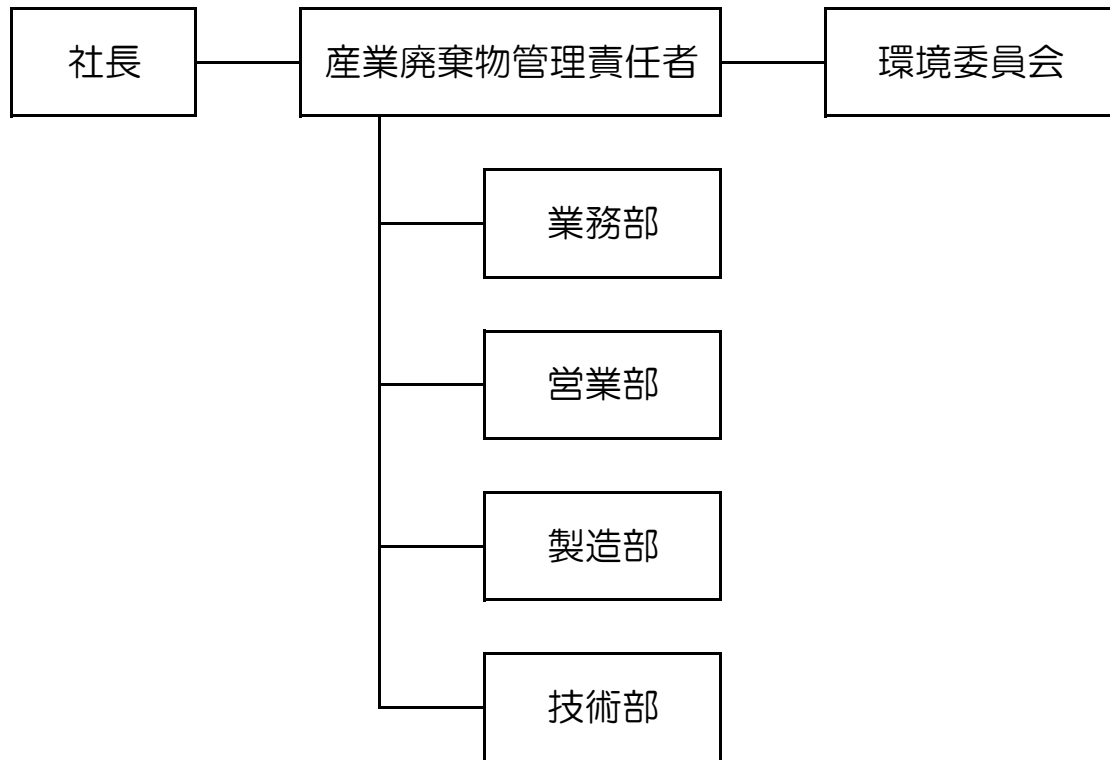 社長
産業廃棄物管理責任者
環境委員会
業務部
営業部
製造部
技術部